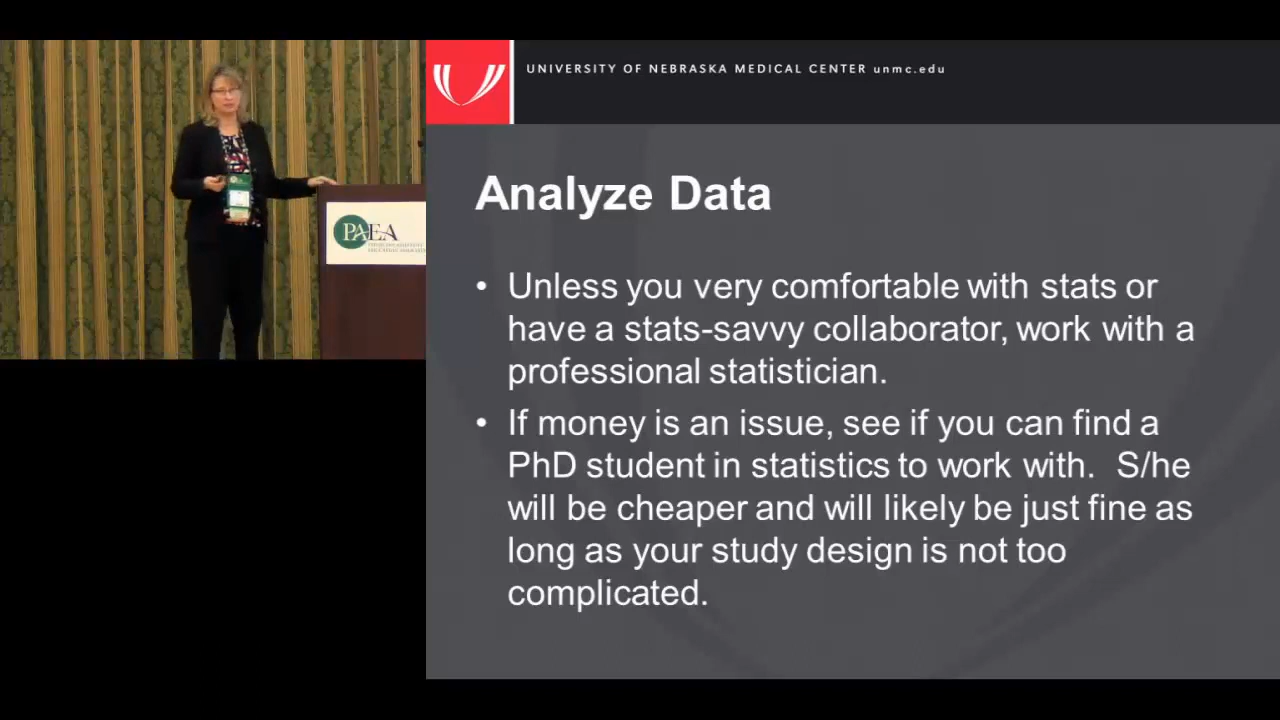 UNIVERSITY OF NEBRASKA MEDICAL CENTER unmc.edu
Analyze Data
• Unless you very comfortable with stats or
have a stats-savvy collaborator, work with a
professional statistician.
• If money is an issue, see if you can find a
PhD student in statistics to work with. S/he
will be cheaper and will likely be just fine as
long as your study design is not too
complicated.
PAEA